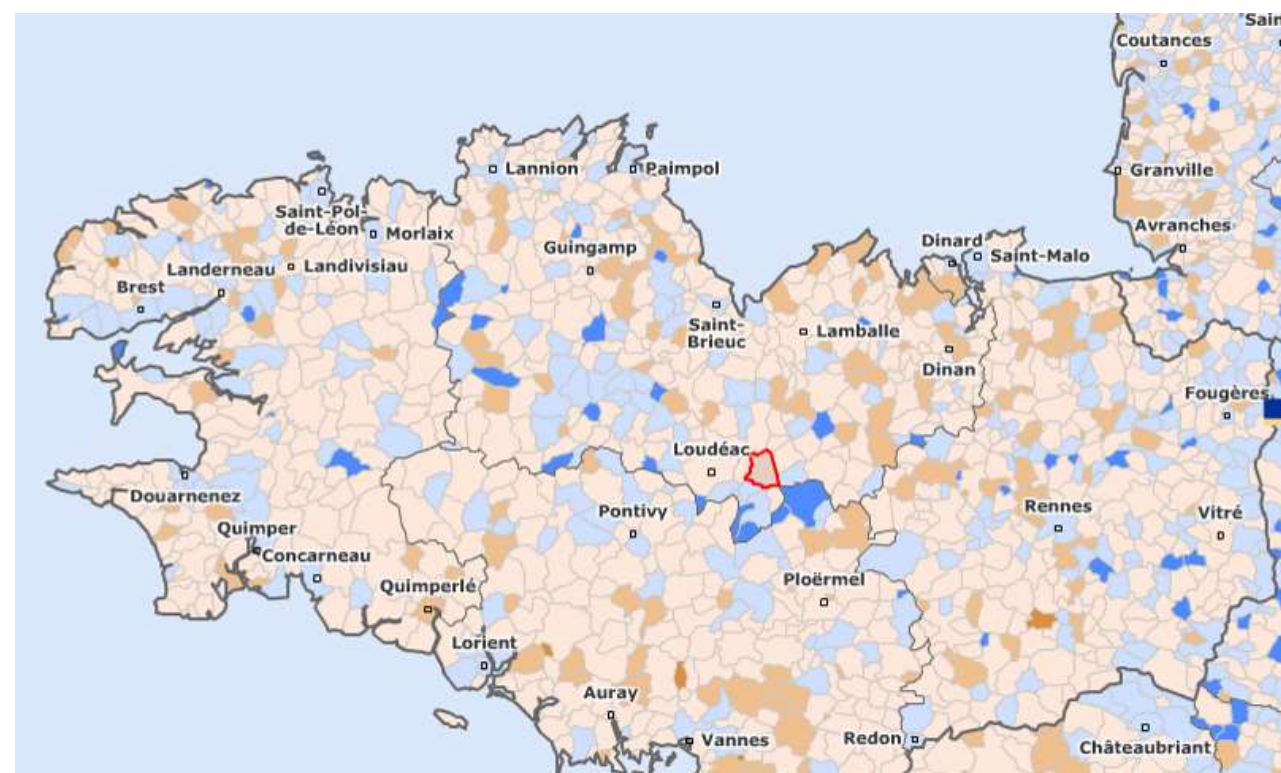 Sain
Coutances
Lannion
Paimpol
Granville
Saint-Pol-
de-Léon
Morlaix
Avranches
Dinard
Saint-Malo
Guingamp
Landerneau
Landivisiau
Brest
Saint-
Brieuc
Lamballe
Dinan
Fougères
Loudéac
Douarnenez
Pontivy
Rennes
Vitré
Quimper
Concarneau
Quimperlé
Ploërmel
Lorient
Auray
Vannes
Redon
Châteaubriant